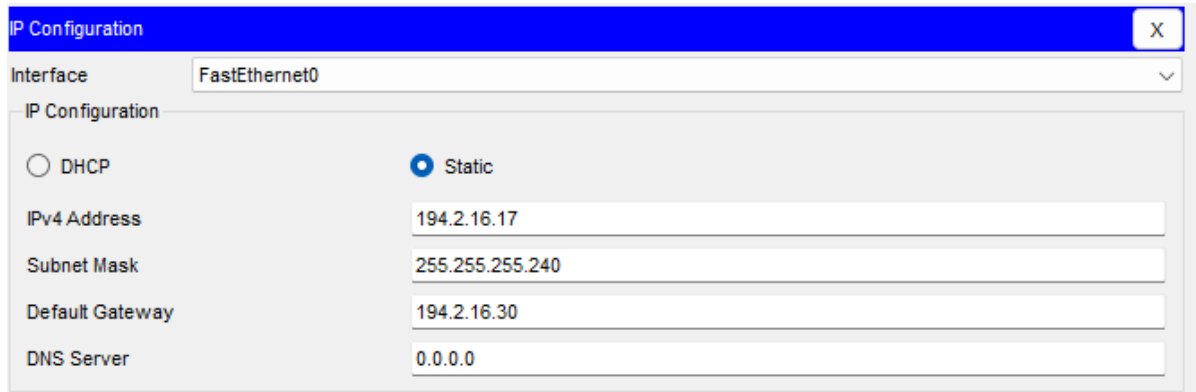 IP Configuration X
Interface FastEthernet0
IP Configuration
DHCP Static
IPv4 Address 194.2.16.17
Subnet Mask 255.255.255.240
Default Gateway 194.2.16.30
DNS Server 0.0.0.0